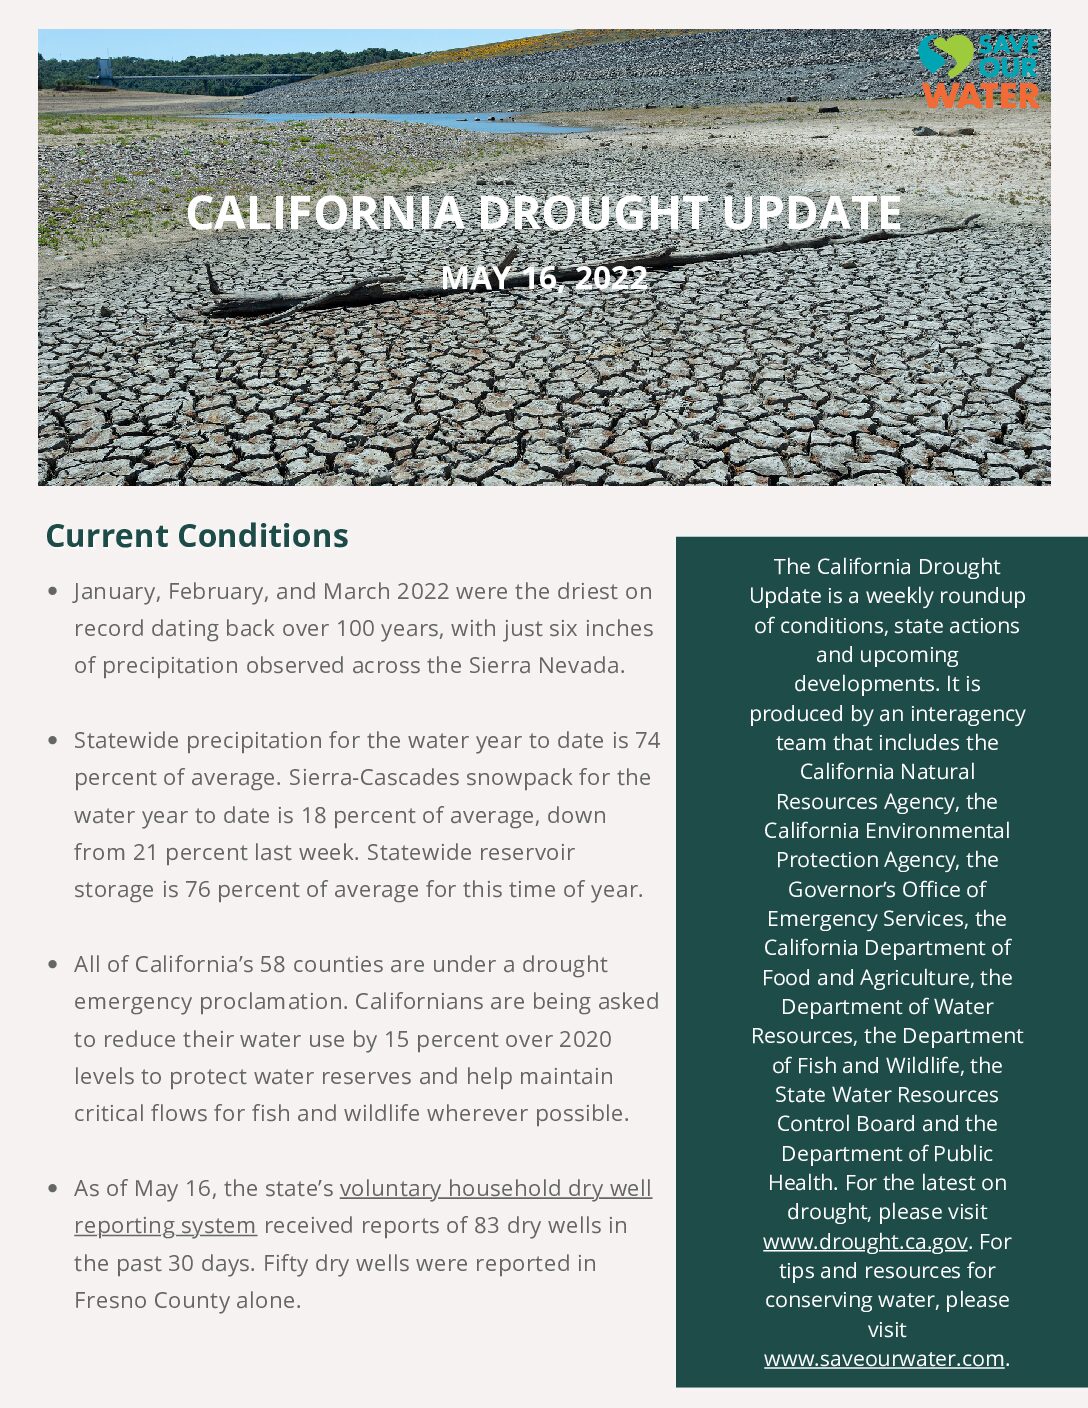 SAVE
OUR
WATER
CALIFORNIA DROUGHT UPDATE
MAY 16, 2022
Current Conditions
• January, February, and March 2022 were the driest on
record dating back over 100 years, with just six inches
of precipitation observed across the Sierra Nevada.
• Statewide precipitation for the water year to date is 74
percent of average. Sierra-Cascades snowpack for the
water year to date is 18 percent of average, down
from 21 percent last week. Statewide reservoir
storage is 76 percent of average for this time of year.
• All of California’s 58 counties are under a drought
emergency proclamation. Californians are being asked
to reduce their water use by 15 percent over 2020
levels to protect water reserves and help maintain
critical flows for fish and wildlife wherever possible.
• As of May 16, the state’s voluntary household dry well
reporting system received reports of 83 dry wells in
the past 30 days. Fifty dry wells were reported in
Fresno County alone.
The California Drought
Update is a weekly roundup
of conditions, state actions
and upcoming
developments. It is
produced by an interagency
team that includes the
California Natural
Resources Agency, the
California Environmental
Protection Agency, the
Governor’s Office of
Emergency Services, the
California Department of
Food and Agriculture, the
Department of Water
Resources, the Department
of Fish and Wildlife, the
State Water Resources
Control Board and the
Department of Public
Health. For the latest on
drought, please visit
www.drought.ca.gov. For
tips and resources for
conserving water, please
visit
www.saveourwater.com.